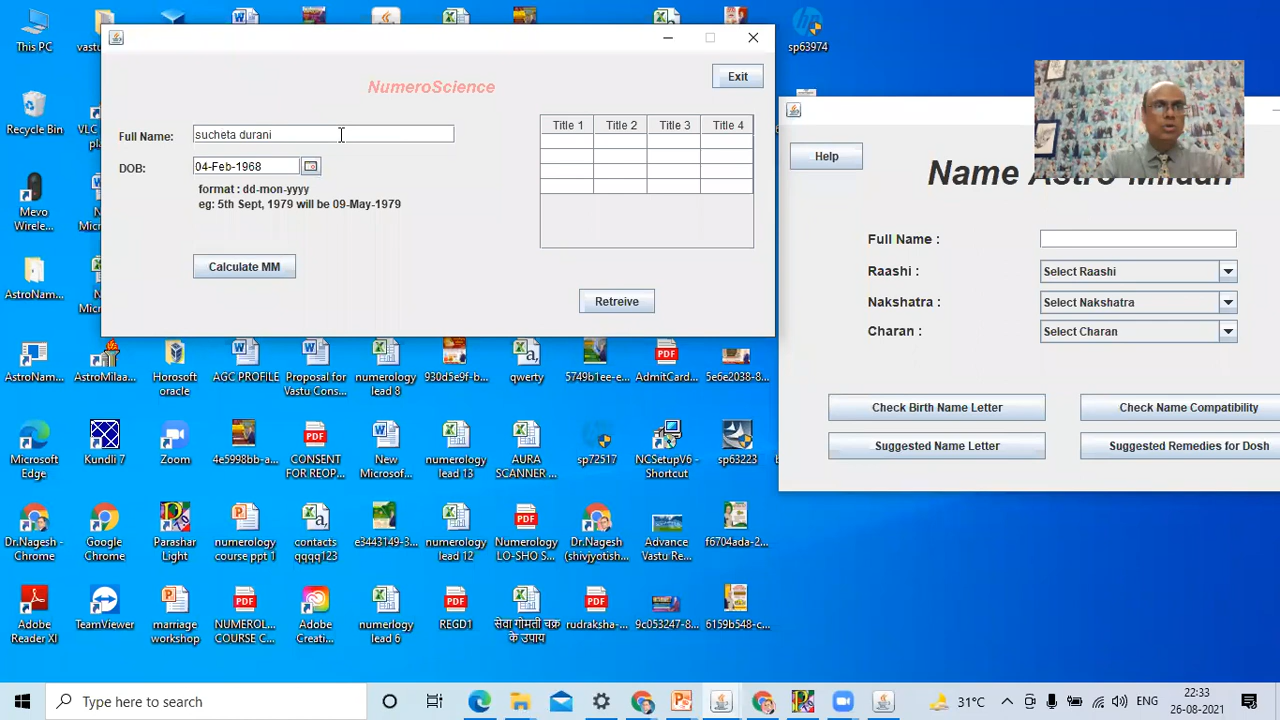 This PC
vastu
sp63974
Recycle Bin
VLC
Mevo
Wirele...
AstroNam...
NumeroScience
Exit
Full Name:
sucheta durani
DOB:
04-Feb-1968
format : dd-mon-yyyy
eg: 5th Sept, 1979 will be 09-May-1979
Calculate MM
Title 1
Title 2
Title 3
Title 4
Retreive
Help
Full Name :
Raashi :
Select Raashi
Nakshatra :
Select Nakshatra
Charan :
Select Charan
Check Birth Name Letter
Check Name Compatibility
Suggested Name Letter
Suggested Remedies for Dosh
AstroNam...
AstroMilaa...
Horosoft
oracle
AGC PROFILE
Proposal for
Vastu Cons...
numerology
lead 8
930d5e9f-b...
qwerty
5749b1ee-e...
AdmitCard...
5e6e2038-8...
Microsoft
Edge
Kundli 7
Zoom
4e5998bb-a...
CONSENT
FOR REOP...
New
Microsof...
numerology
lead 13
AURA
SCANNER ...
sp72517
NCSetupV6 -
Shortcut
sp63223
Dr.Nagesh -
Chrome
Google
Chrome
Parashar
Light
numerology
course ppt 1
contacts
qqqq123
e3443149-3...
numerology
lead 12
Numerology
LO-SHO S...
Dr.Nagesh
(shivjyotish...
Advance
Vastu Re...
f6704ada-2...
Adobe
Reader XI
TeamViewer
marriage
workshop
NUMEROL...
COURSE C...
Adobe
Creati...
numerlogy
lead 6
REGD1
सेवा गोमती चक्र
के उपाय
rudraksha-...
9c053247-8...
6159b548-c...
Type here to search
31°C
ENG
22:33
26-08-2021